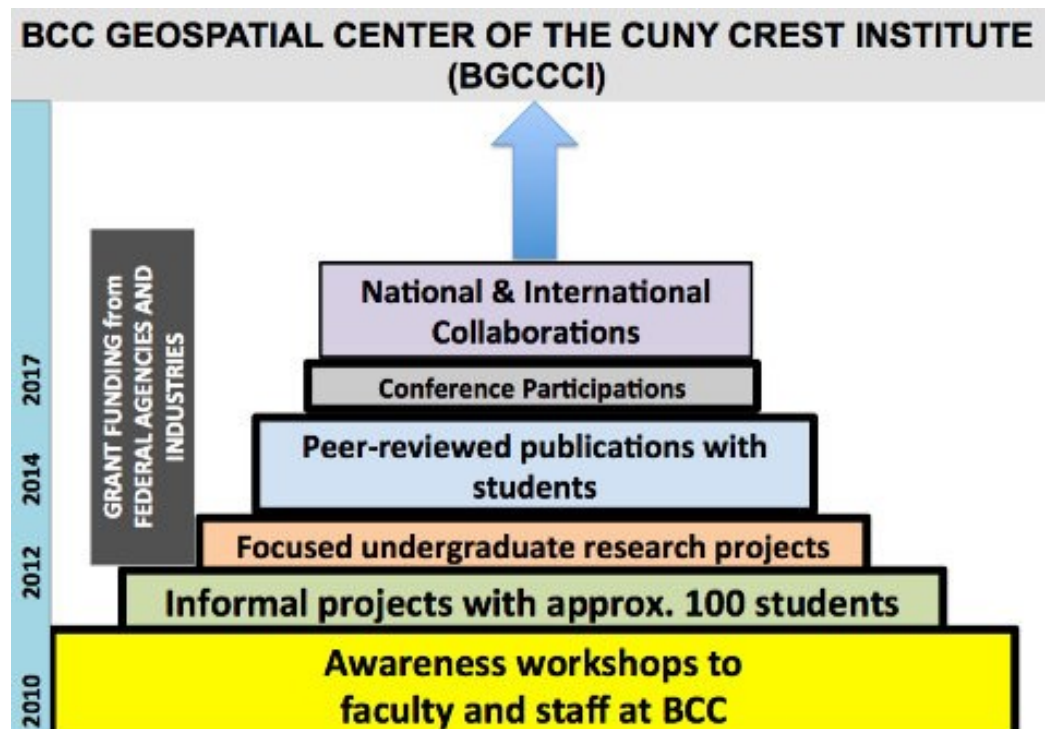 BCC GEOSPATIAL CENTER OF THE CUNY CREST INSTITUTE
(BGCCCI)
GRANT FUNDING from
FEDERAL AGENCIES AND
INDUSTRIES
National & International
Collaborations
2017
Conference Participations
Peer-reviewed publications with
students
2014
Focused undergraduate research projects
2012
Informal projects with approx. 100 students
Awareness workshops to
faculty and staff at BCC
2010